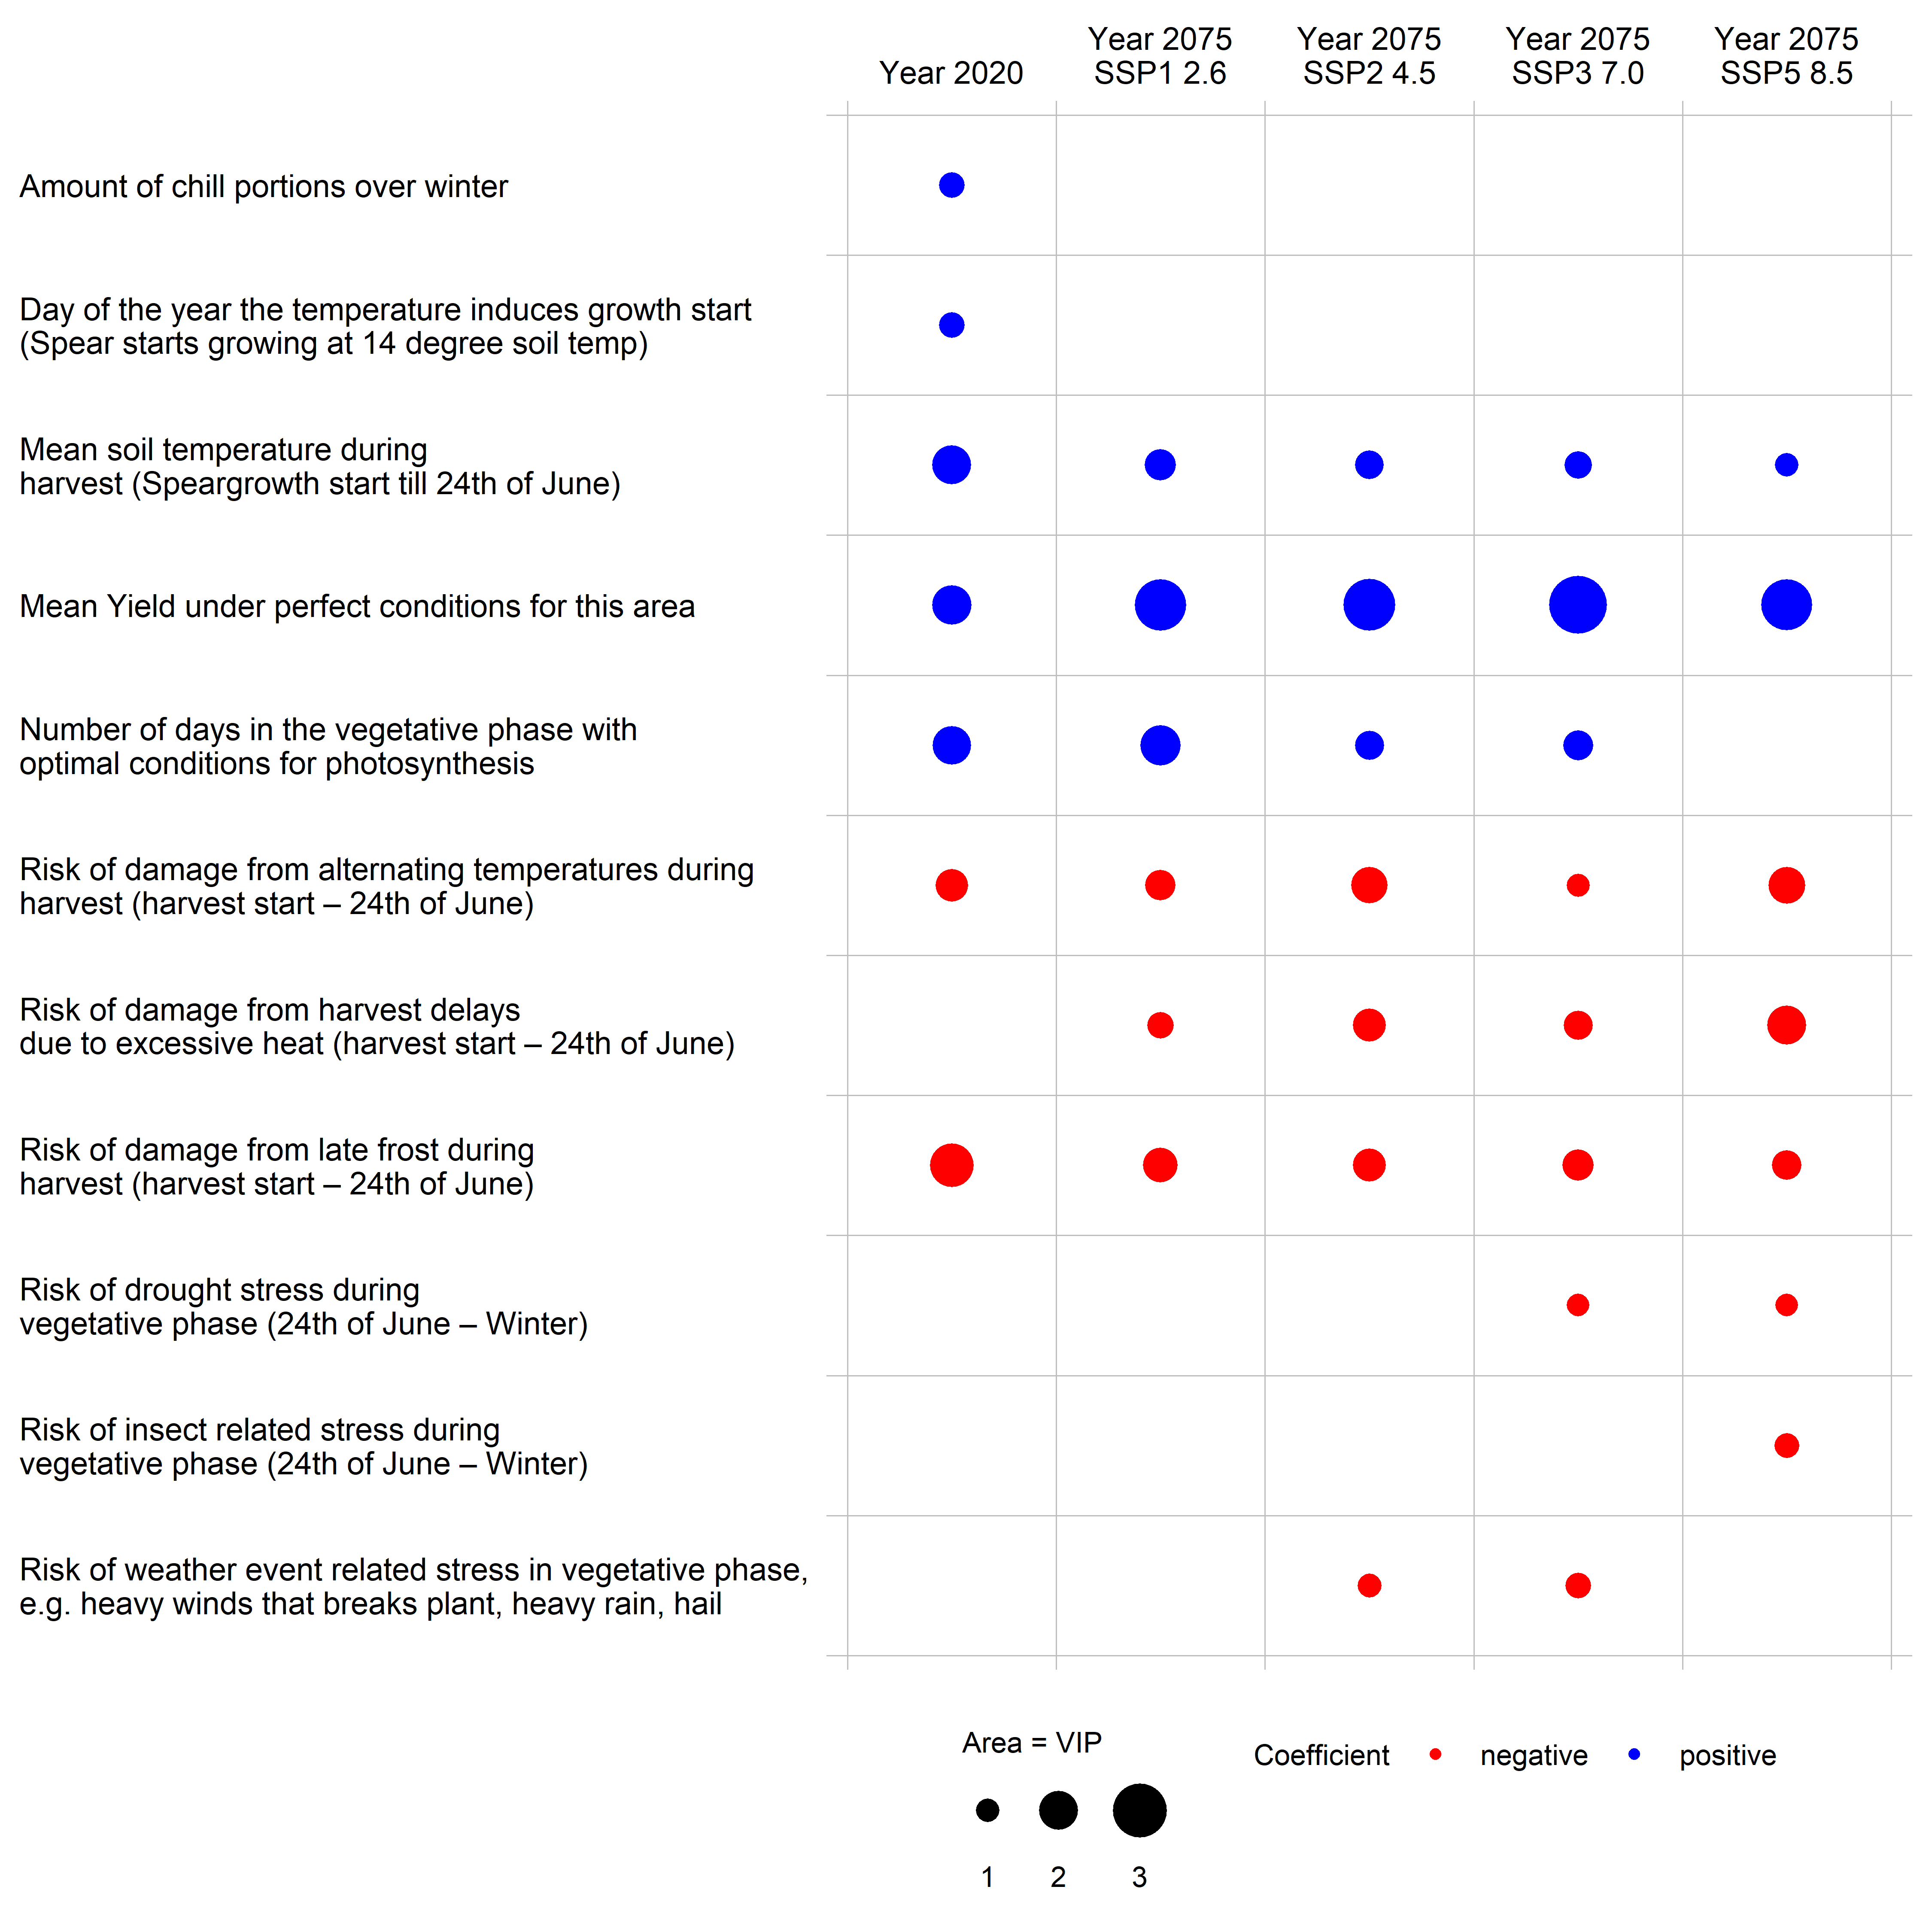 Year 2020
Year 2075
SSP1 2.6
Year 2075
SSP2 4.5
Year 2075
SSP3 7.0
Year 2075
SSP5 8.5
Amount of chill portions over winter
Day of the year the temperature induces growth start
(Spear starts growing at 14 degree soil temp)
Mean soil temperature during
harvest (Speargrowth start till 24th of June)
Mean Yield under perfect conditions for this area
Number of days in the vegetative phase with
optimal conditions for photosynthesis
Risk of damage from alternating temperatures during
harvest (harvest start – 24th of June)
Risk of damage from harvest delays
due to excessive heat (harvest start – 24th of June)
Risk of damage from late frost during
harvest (harvest start – 24th of June)
Risk of drought stress during
vegetative phase (24th of June – Winter)
Risk of insect related stress during
vegetative phase (24th of June – Winter)
Risk of weather event related stress in vegetative phase,
e.g. heavy winds that breaks plant, heavy rain, hail
Area = VIP
1 2 3
Coefficient negative positive